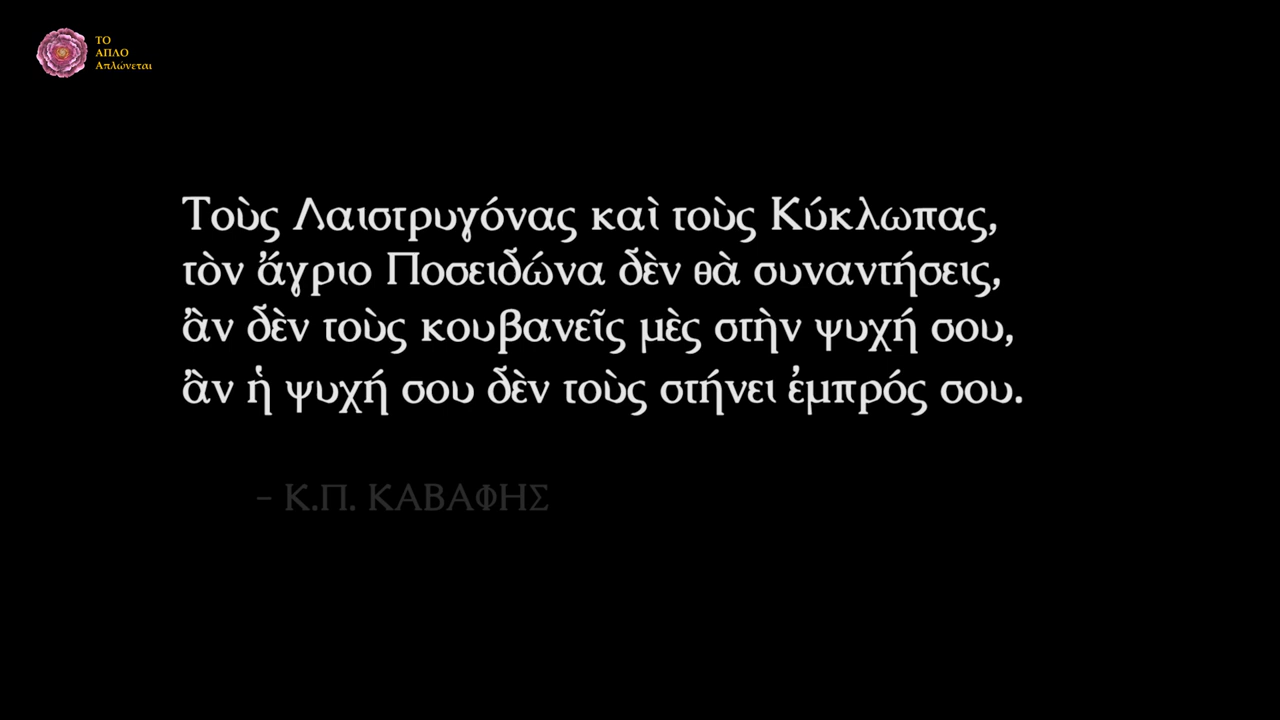 ΤΟ
ΑΠΛΟ
Απλώνεται
Τοὺς Λαιστρυγόνας καὶ τοὺς Κύκλωπας,
τὸν ἄγριο Ποσειδώνα δὲν θὰ συναντήσεις,
ἂν δὲν τοὺς κουβανεῖς μὲς στὴν ψυχή σου,
ἂν ἡ ψυχή σου δὲν τοὺς στήνει ἐμπρός σου.
– Κ.Π. ΚΑΒΑΦΗΣ